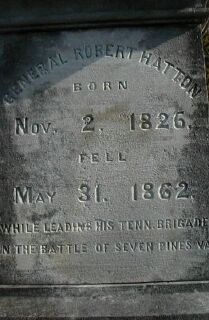 GENERAL ROBERT HATTON
BORN
NOV. 2. 1826.
FELL
MAY 31. 1862.
WHILE LEADING HIS TENN. BRIGADE
IN THE BATTLE OF SEVEN PINES VA